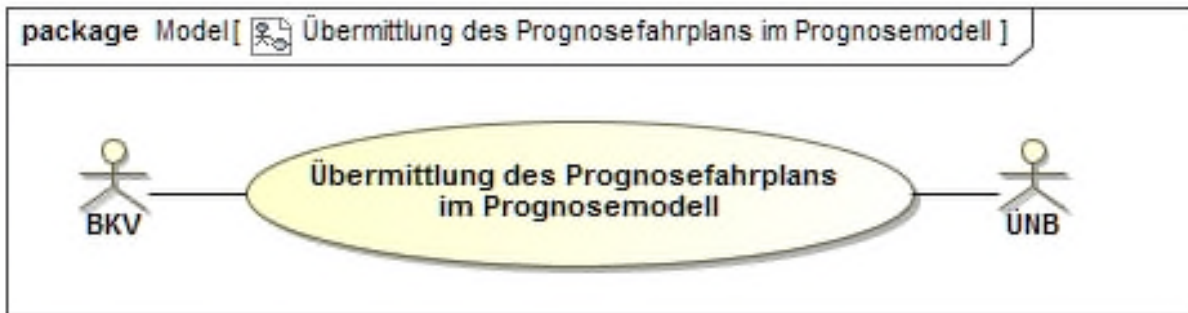 package Model[ Übermittlung des Prognosefahrplans im Prognosemodell ]
Übermittlung des Prognosefahrplans
im Prognosemodell
BKV
ÜNB